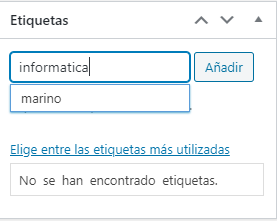 Etiquetas
informatica
Añadir
marino
Elige entre las etiquetas más utilizadas
No se han encontrado etiquetas.